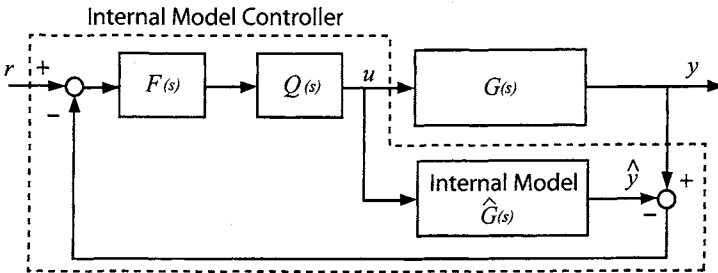 Internal Model Controller
r + − F(s) Q(s) u G(s) y
Internal Model
Ĝ(s)
ŷ + −